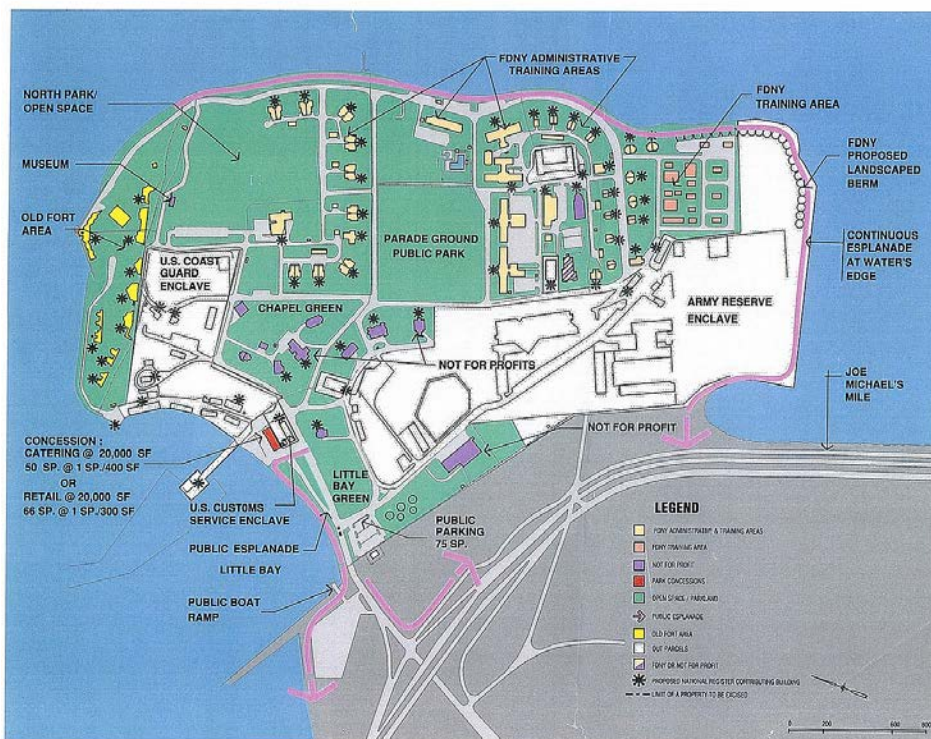 FDNY ADMINISTRATIVE
TRAINING AREAS
NORTH PARK/
OPEN SPACE
FDNY
TRAINING AREA
MUSEUM
FDNY
PROPOSED
LANDSCAPED
BERM
OLD FORT
AREA
U.S. COAST
GUARD
ENCLAVE
PARADE GROUND
PUBLIC PARK
CONTINUOUS
ESPLANADE
AT WATER'S
EDGE
CHAPEL GREEN
ARMY RESERVE
ENCLAVE
NOT FOR PROFITS
JOE
MICHAEL'S
MILE
NOT FOR PROFIT
CONCESSION :
CATERING @ 20,000 SF
50 SP. @ 1 SP./400 SF
OR
RETAIL @ 20,000 SF
66 SP. @ 1 SP./300 SF
LITTLE
BAY
GREEN
U.S. CUSTOMS
SERVICE ENCLAVE
PUBLIC
PARKING
75 SP.
PUBLIC ESPLANADE
LITTLE BAY
PUBLIC BOAT
RAMP
LEGEND
FDNY ADMINISTRATIVE & TRAINING AREAS
FDNY TRAINING AREA
NOT FOR PROFIT
PARK CONCESSIONS
OPEN SPACE / PARKLAND
PUBLIC ESPLANADE
OLD FORT AREA
OUT PARCELS
FDNY OR NOT FOR PROFIT
PROPOSED NATIONAL REGISTER CONTRIBUTING BUILDING
LIMIT OF A PROPERTY TO BE EXCISED
0 200 400 600 800